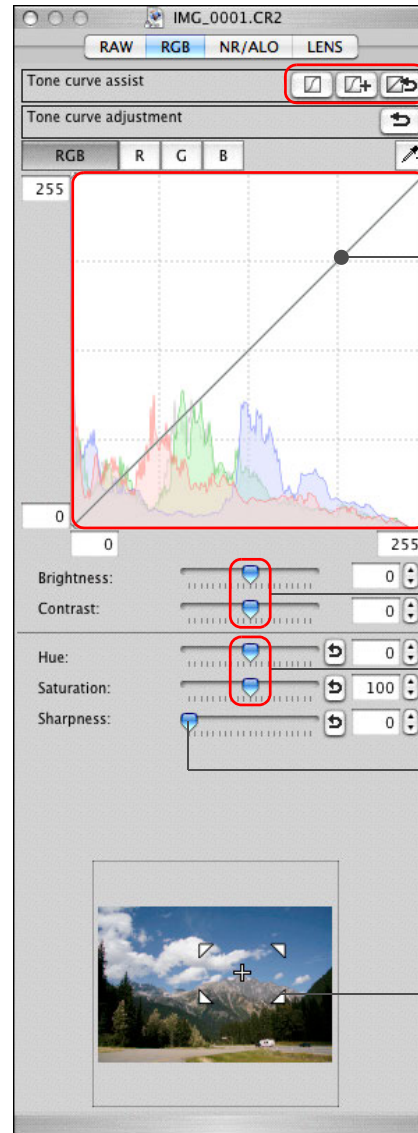 IMG_0001.CR2
RAW RGB NR/ALO LENS
Tone curve assist
Tone curve adjustment
RGB R G B
255
0
0 255
Brightness: 0
Contrast: 0
Hue: 0
Saturation: 100
Sharpness: 0